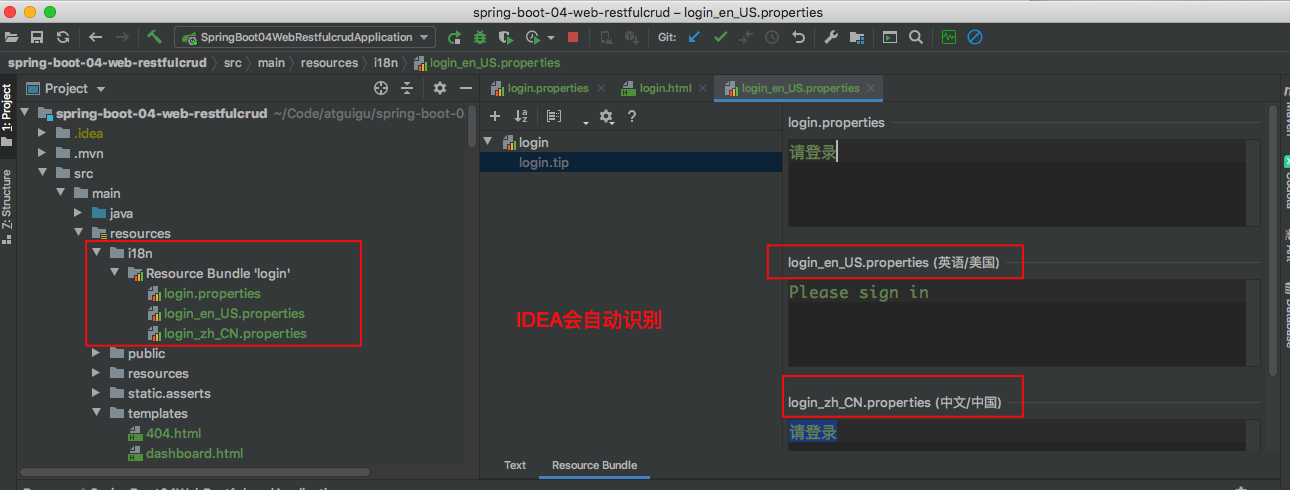 spring-boot-04-web-restfulcrud – login_en_US.properties
SpringBoot04WebRestfulcrudApplication
Git:
spring-boot-04-web-restfulcrud
src
main
resources
i18n
login_en_US.properties
1: Project
Z: Structure
Project
spring-boot-04-web-restfulcrud ~/Code/atguigu/spring-boot-0
.idea
.mvn
src
main
java
resources
i18n
Resource Bundle 'login'
login.properties
login_en_US.properties
login_zh_CN.properties
public
resources
static.asserts
templates
404.html
dashboard.html
login.properties
login.html
login_en_US.properties
login
login.tip
IDEA会自动识别
login.properties
请登录
login_en_US.properties (英语/美国)
Please sign in
login_zh_CN.properties (中文/中国)
请登录
Text
Resource Bundle
Database